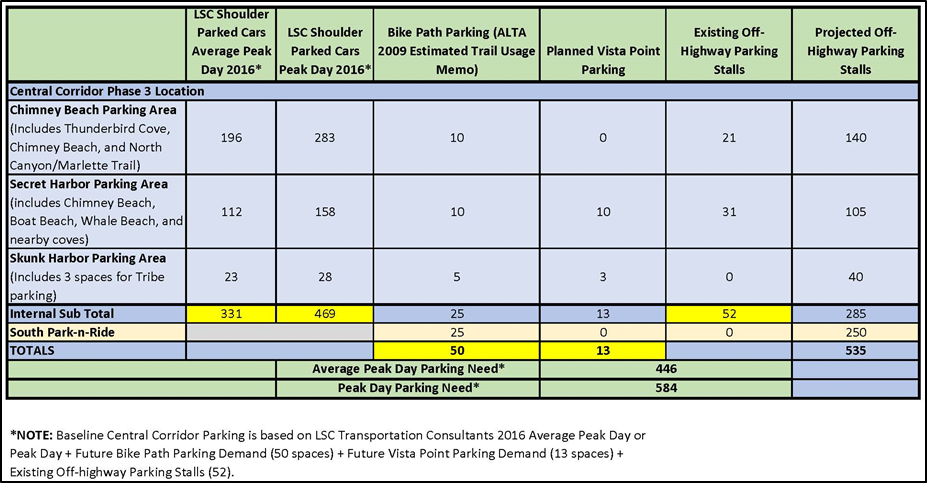 LSC Shoulder
Parked Cars
Average Peak
Day 2016*
LSC Shoulder
Parked Cars
Peak Day 2016*
Bike Path Parking (ALTA
2009 Estimated Trail Usage
Memo)
Planned Vista Point
Parking
Existing Off-
Highway Parking
Stalls
Projected Off-
Highway Parking
Stalls
Central Corridor Phase 3 Location
Chimney Beach Parking Area
(Includes Thunderbird Cove,
Chimney Beach, and North
Canyon/Marlette Trail)
196 283 10 0 21 140
Secret Harbor Parking Area
(includes Chimney Beach,
Boat Beach, Whale Beach, and
nearby coves)
112 158 10 10 31 105
Skunk Harbor Parking Area
(Includes 3 spaces for Tribe
parking)
23 28 5 3 0 40
Internal Sub Total 331 469 25 13 52 285
South Park-n-Ride 25 0 0 250
TOTALS 50 13 535
Average Peak Day Parking Need* 446
Peak Day Parking Need* 584
*NOTE: Baseline Central Corridor Parking is based on LSC Transportation Consultants 2016 Average Peak Day or
Peak Day + Future Bike Path Parking Demand (50 spaces) + Future Vista Point Parking Demand (13 spaces) +
Existing Off-highway Parking Stalls (52).